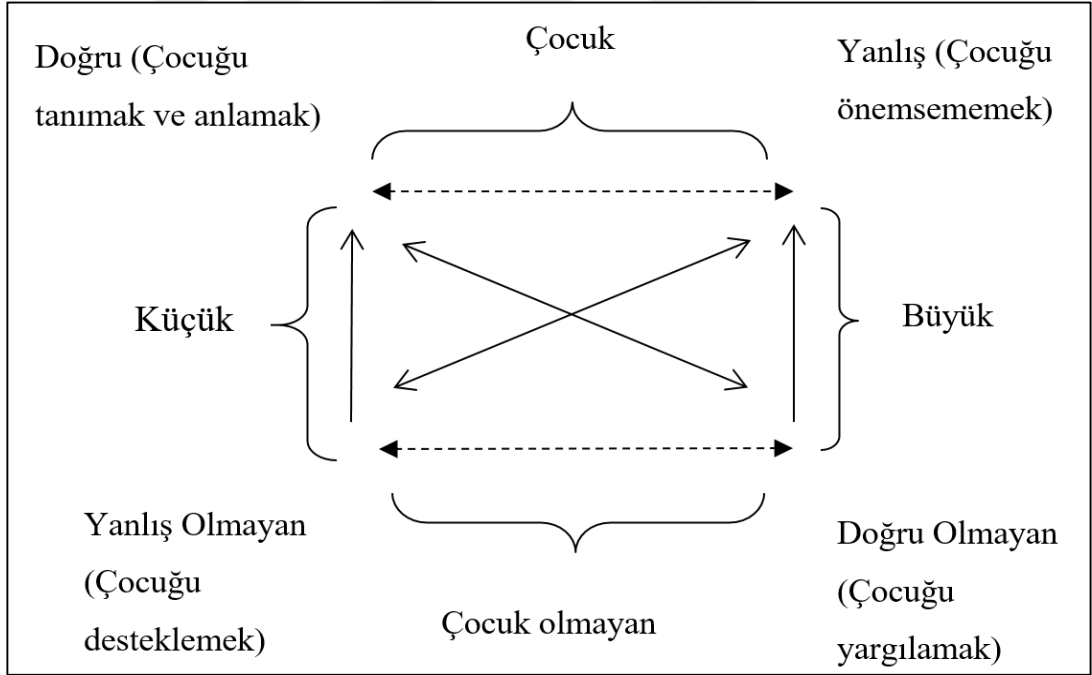 Doğru (Çocuğu
tanımak ve anlamak)
Çocuk
Yanlış (Çocuğu
önemsememek)
Küçük
Büyük
Yanlış Olmayan
(Çocuğu
desteklemek)
Çocuk olmayan
Doğru Olmayan
(Çocuğu
yargılamak)